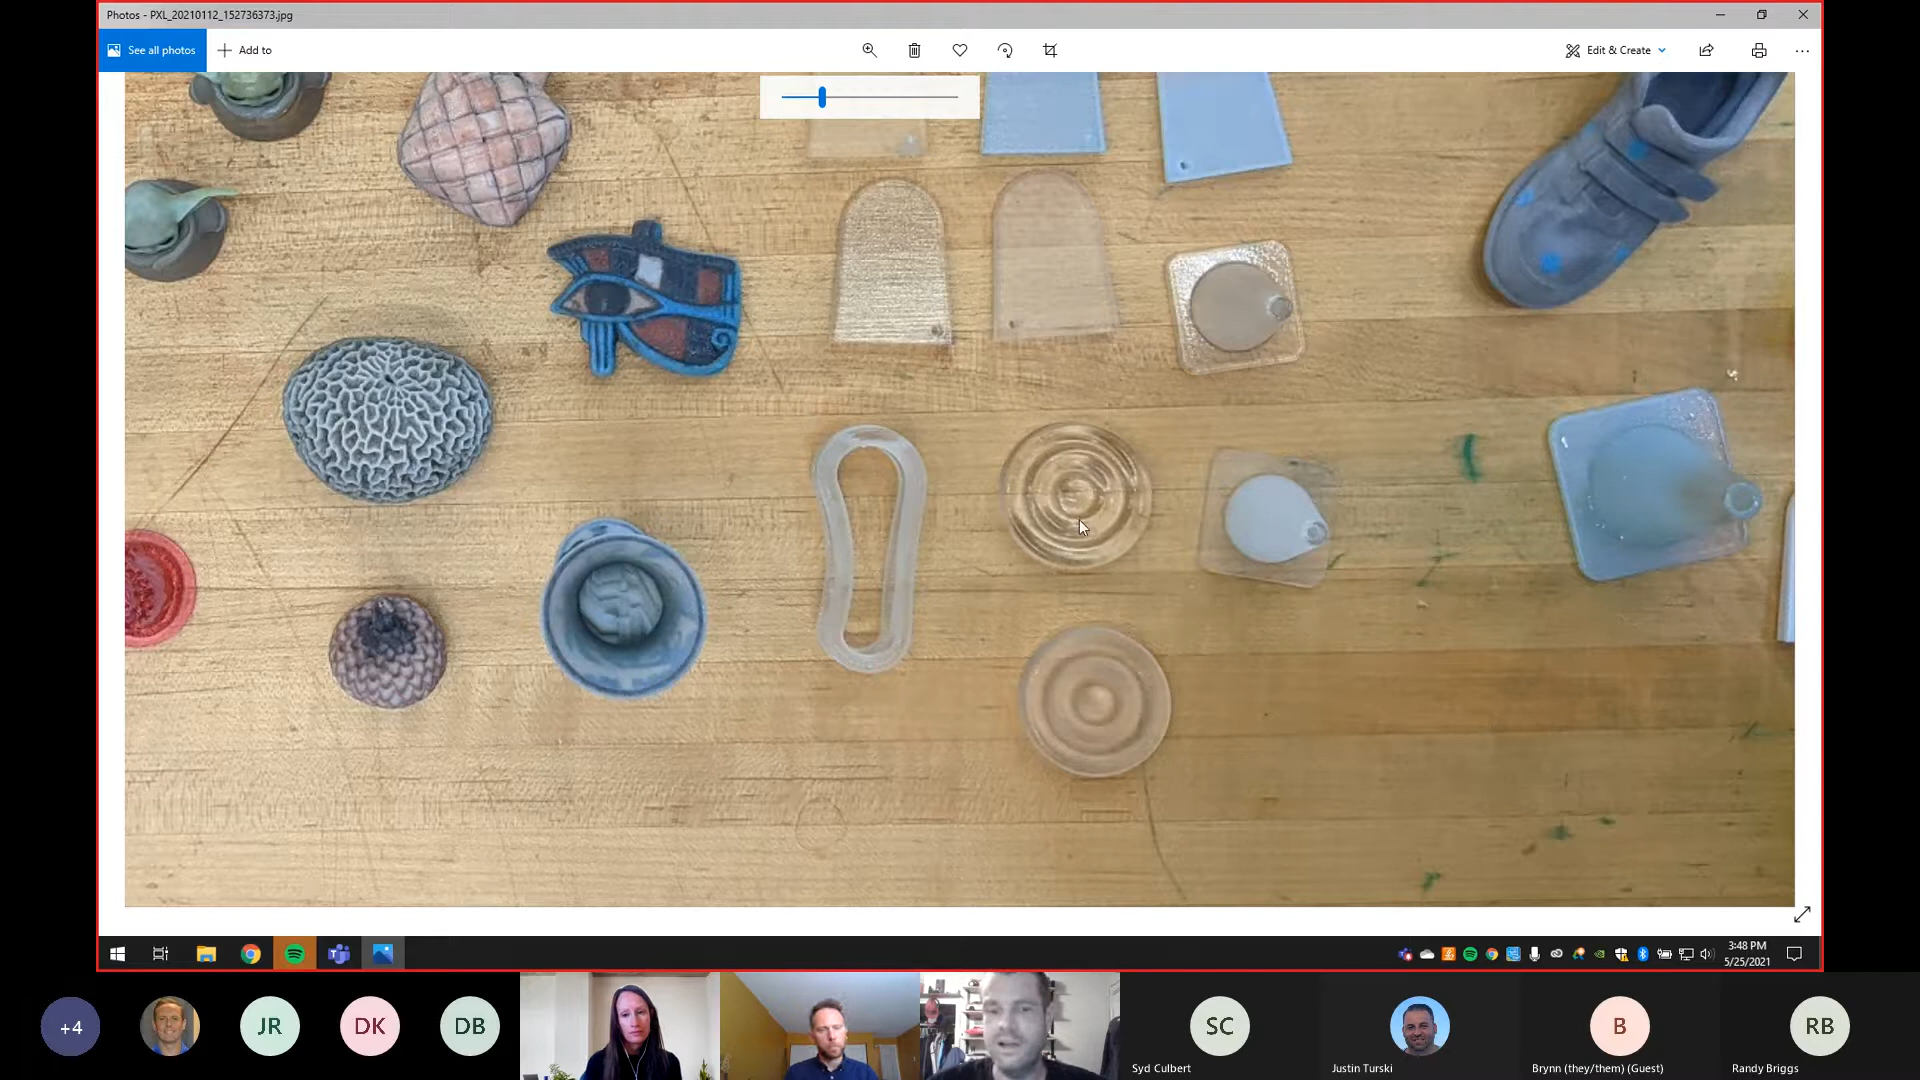 Photos - PXL_20210112_152736373.jpg
See all photos
Add to
Edit & Create
3:48 PM
5/25/2021
+4
JR
DK
DB
SC
B
RB
Syd Culbert
Justin Turski
Brynn (they/them) (Guest)
Randy Briggs